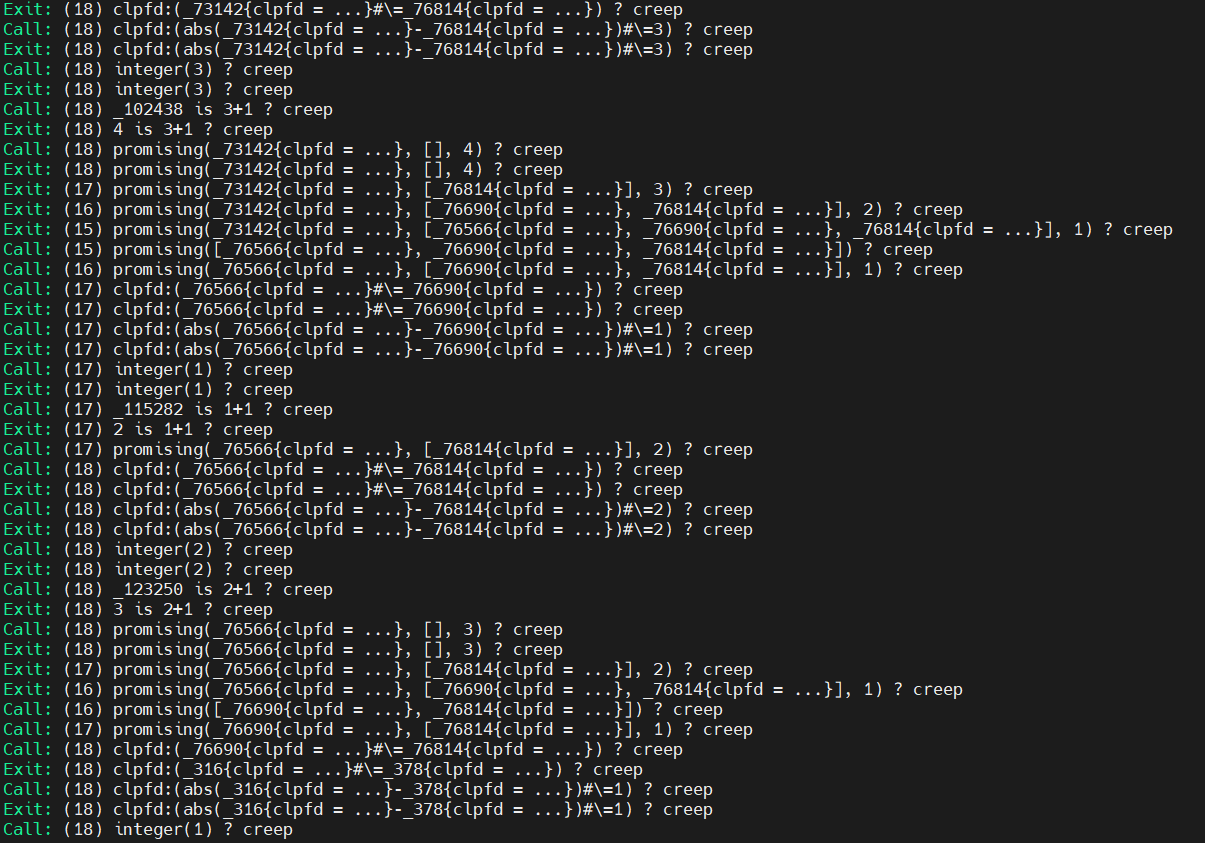 Exit: (18) clpfd:(_73142{clpfd = ...}#\=_76814{clpfd = ...}) ? creep
Call: (18) clpfd:(abs(_73142{clpfd = ...}-_76814{clpfd = ...})#\=3) ? creep
Exit: (18) clpfd:(abs(_73142{clpfd = ...}-_76814{clpfd = ...})#\=3) ? creep
Call: (18) integer(3) ? creep
Exit: (18) integer(3) ? creep
Call: (18) _102438 is 3+1 ? creep
Exit: (18) 4 is 3+1 ? creep
Call: (18) promising(_73142{clpfd = ...}, [], 4) ? creep
Exit: (18) promising(_73142{clpfd = ...}, [], 4) ? creep
Exit: (17) promising(_73142{clpfd = ...}, [_76814{clpfd = ...}], 3) ? creep
Exit: (16) promising(_73142{clpfd = ...}, [_76690{clpfd = ...}, _76814{clpfd = ...}], 2) ? creep
Exit: (15) promising(_73142{clpfd = ...}, [_76566{clpfd = ...}, _76690{clpfd = ...}, _76814{clpfd = ...}], 1) ? creep
Call: (15) promising([_76566{clpfd = ...}, _76690{clpfd = ...}, _76814{clpfd = ...}]) ? creep
Call: (16) promising(_76566{clpfd = ...}, [_76690{clpfd = ...}, _76814{clpfd = ...}], 1) ? creep
Call: (17) clpfd:(_76566{clpfd = ...}#\=_76690{clpfd = ...}) ? creep
Exit: (17) clpfd:(_76566{clpfd = ...}#\=_76690{clpfd = ...}) ? creep
Call: (17) clpfd:(abs(_76566{clpfd = ...}-_76690{clpfd = ...})#\=1) ? creep
Exit: (17) clpfd:(abs(_76566{clpfd = ...}-_76690{clpfd = ...})#\=1) ? creep
Call: (17) integer(1) ? creep
Exit: (17) integer(1) ? creep
Call: (17) _115282 is 1+1 ? creep
Exit: (17) 2 is 1+1 ? creep
Call: (17) promising(_76566{clpfd = ...}, [_76814{clpfd = ...}], 2) ? creep
Call: (18) clpfd:(_76566{clpfd = ...}#\=_76814{clpfd = ...}) ? creep
Exit: (18) clpfd:(_76566{clpfd = ...}#\=_76814{clpfd = ...}) ? creep
Call: (18) clpfd:(abs(_76566{clpfd = ...}-_76814{clpfd = ...})#\=2) ? creep
Exit: (18) clpfd:(abs(_76566{clpfd = ...}-_76814{clpfd = ...})#\=2) ? creep
Call: (18) integer(2) ? creep
Exit: (18) integer(2) ? creep
Call: (18) _123250 is 2+1 ? creep
Exit: (18) 3 is 2+1 ? creep
Call: (18) promising(_76566{clpfd = ...}, [], 3) ? creep
Exit: (18) promising(_76566{clpfd = ...}, [], 3) ? creep
Exit: (17) promising(_76566{clpfd = ...}, [_76814{clpfd = ...}], 2) ? creep
Exit: (16) promising(_76566{clpfd = ...}, [_76690{clpfd = ...}, _76814{clpfd = ...}], 1) ? creep
Call: (16) promising([_76690{clpfd = ...}, _76814{clpfd = ...}]) ? creep
Call: (17) promising(_76690{clpfd = ...}, [_76814{clpfd = ...}], 1) ? creep
Call: (18) clpfd:(_76690{clpfd = ...}#\=_76814{clpfd = ...}) ? creep
Exit: (18) clpfd:(_316{clpfd = ...}#\=_378{clpfd = ...}) ? creep
Call: (18) clpfd:(abs(_316{clpfd = ...}-_378{clpfd = ...})#\=1) ? creep
Exit: (18) clpfd:(abs(_316{clpfd = ...}-_378{clpfd = ...})#\=1) ? creep
Call: (18) integer(1) ? creep